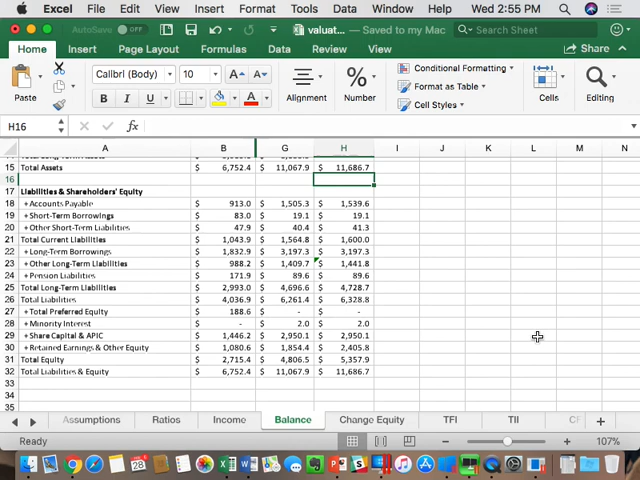 Excel File Edit View Insert Format Tools Data Window Help Wed 2:55 PM
AutoSave OFF valuat... — Saved to my Mac Search Sheet
Home Insert Page Layout Formulas Data Review View Share
Paste Calibri (Body) 10 A A Alignment % Number Conditional Formatting Format as Table Cell Styles Cells Editing
B I U A
H16 fx
A B G H I J K L M N
15 Total Assets $ 6,752.4 $ 11,067.9 $ 11,686.7
16
17 Liabilities & Shareholders' Equity
18 + Accounts Payable $ 913.0 $ 1,505.3 $ 1,539.6
19 + Short-Term Borrowings $ 83.0 $ 19.1 $ 19.1
20 + Other Short-Term Liabilities $ 47.9 $ 40.4 $ 41.3
21 Total Current Liabilities $ 1,043.9 $ 1,564.8 $ 1,600.0
22 + Long-Term Borrowings $ 1,832.9 $ 3,197.3 $ 3,197.3
23 + Other Long-Term Liabilities $ 988.2 $ 1,409.7 $ 1,441.8
24 + Pension Liabilities $ 171.9 $ 89.6 $ 89.6
25 Total Long-Term Liabilities $ 2,993.0 $ 4,696.6 $ 4,728.7
26 Total Liabilities $ 4,036.9 $ 6,261.4 $ 6,328.8
27 + Total Preferred Equity $ 188.6 $ - $ -
28 + Minority Interest $ - $ 2.0 $ 2.0
29 + Share Capital & APIC $ 1,446.2 $ 2,950.1 $ 2,950.1
30 + Retained Earnings & Other Equity $ 1,080.6 $ 1,854.4 $ 2,405.8
31 Total Equity $ 2,715.4 $ 4,806.5 $ 5,357.9
32 Total Liabilities & Equity $ 6,752.4 $ 11,067.9 $ 11,686.7
33
34
35
Assumptions Ratios Income Balance Change Equity TFI TII CF
Ready 107%
28